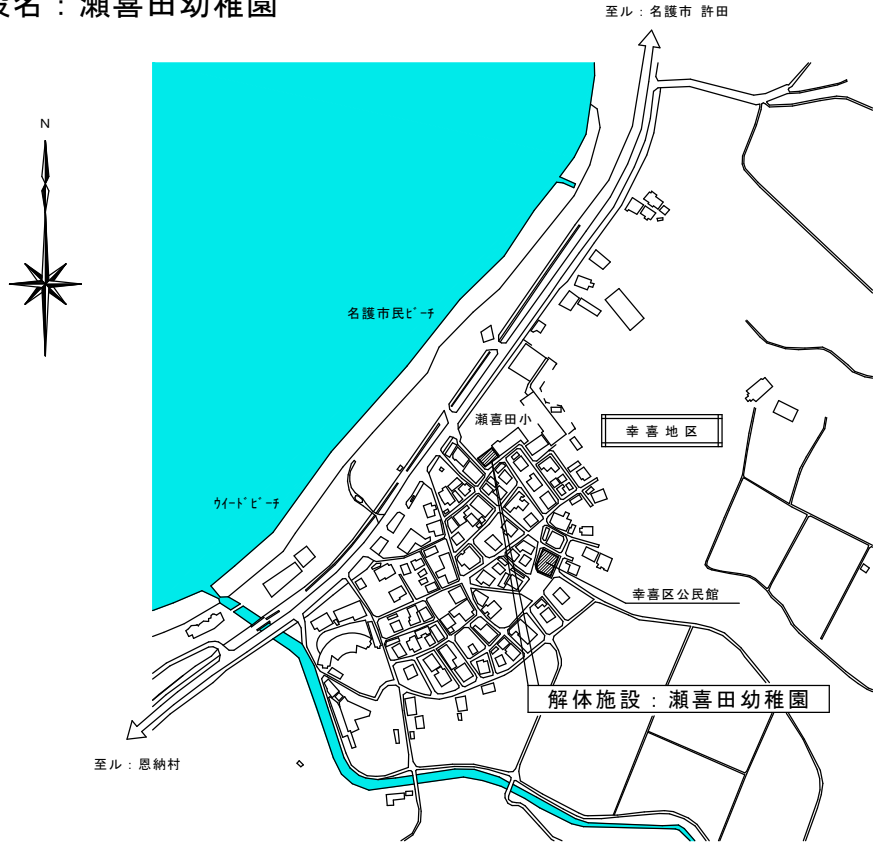 設名：瀬喜田幼稚園
至ル：名護市 許田
N
名護市民ﾋﾞｰﾁ
瀬喜田小
幸喜地区
ｳｲｰﾄﾞﾋﾞｰﾁ
幸喜区公民館
解体施設：瀬喜田幼稚園
至ル：恩納村